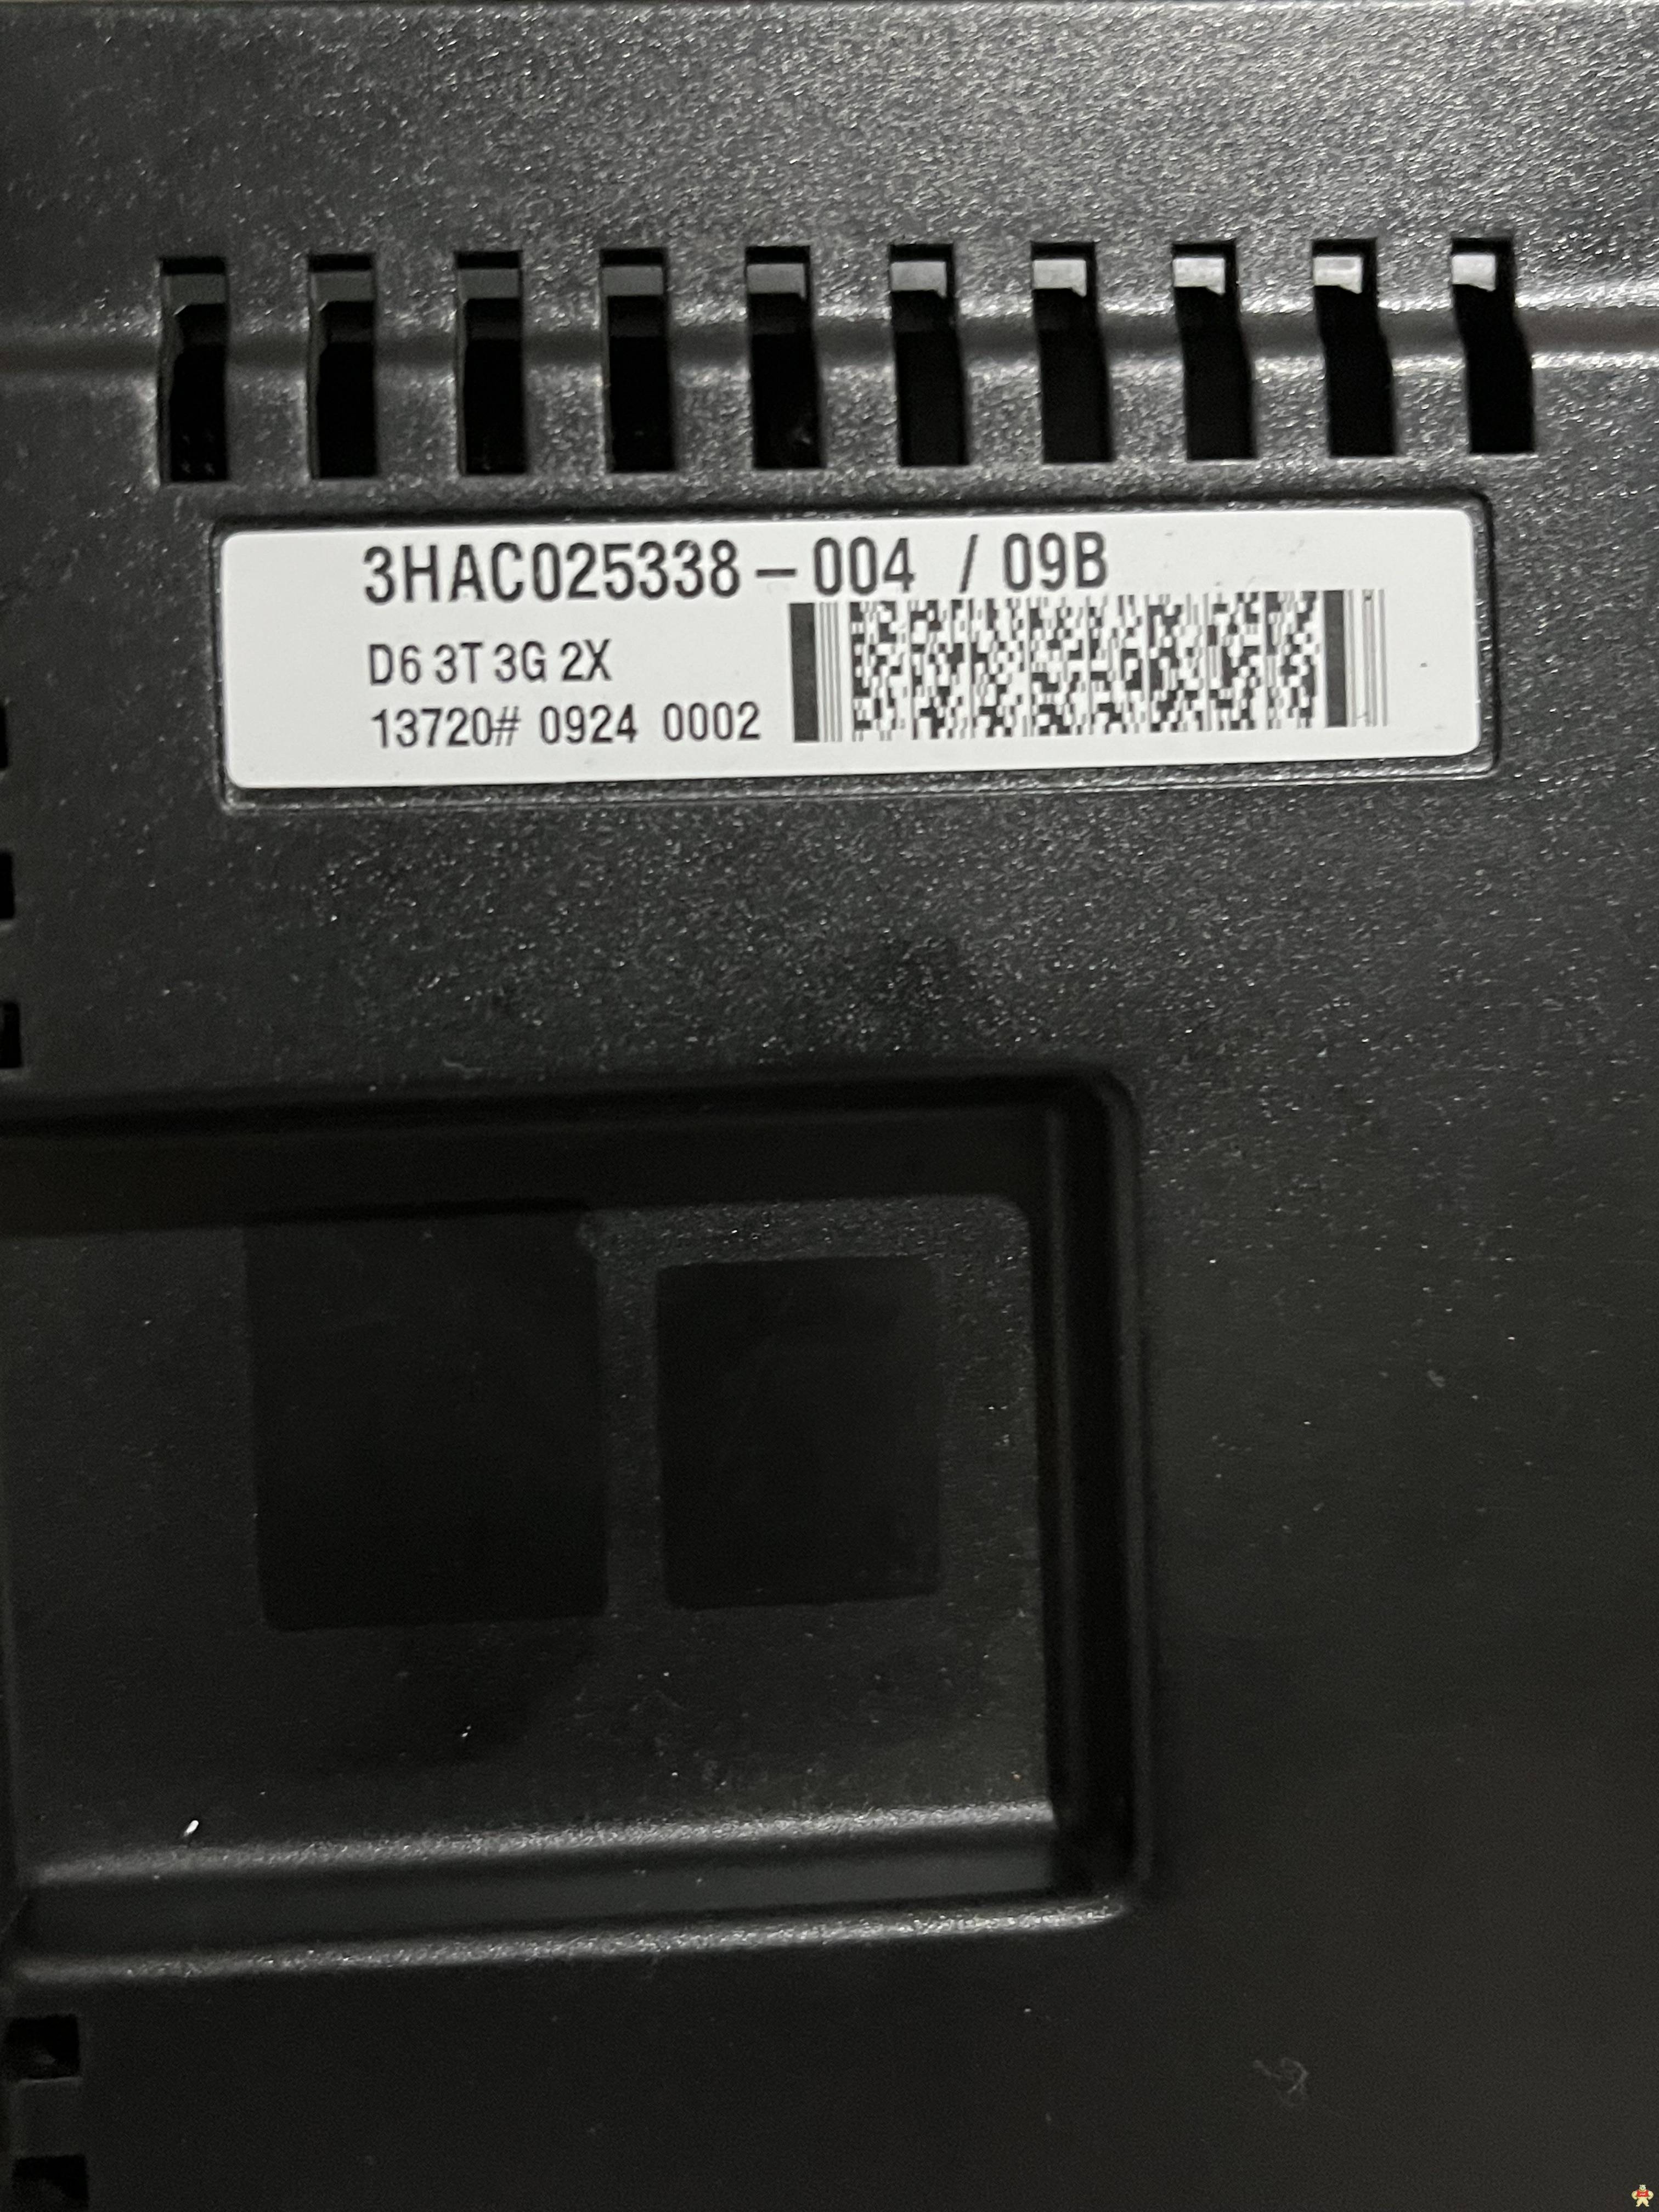 3HAC025338-004 / 09B
D6 3T 3G 2X
13720# 0924 0002